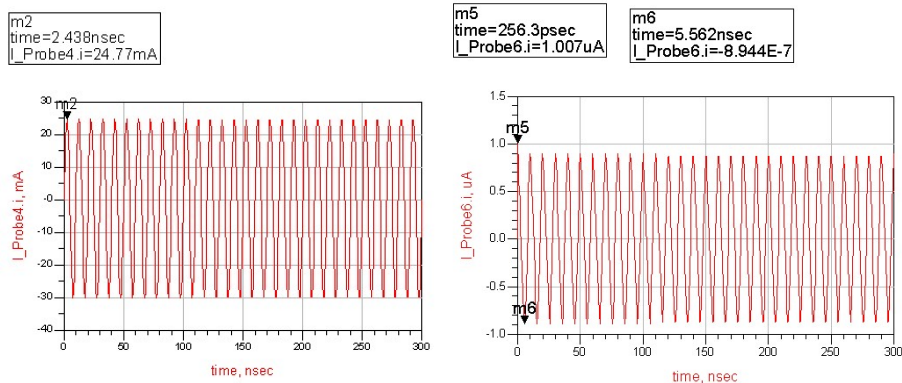 m2
time=2.438nsec
I_Probe4.i=24.77mA
m5
time=256.3psec
I_Probe6.i=1.007uA
m6
time=5.562nsec
I_Probe6.i=-8.944E-7
m2
30
20
10
-0
-10
-20
-30
-40
I_Probe4.i, mA
0
50
100
150
200
250
300
time, nsec
m5
m6
1.5
1.0
0.5
0.0
-0.5
-1.0
I_Probe6.i, uA
0
50
100
150
200
250
300
time, nsec